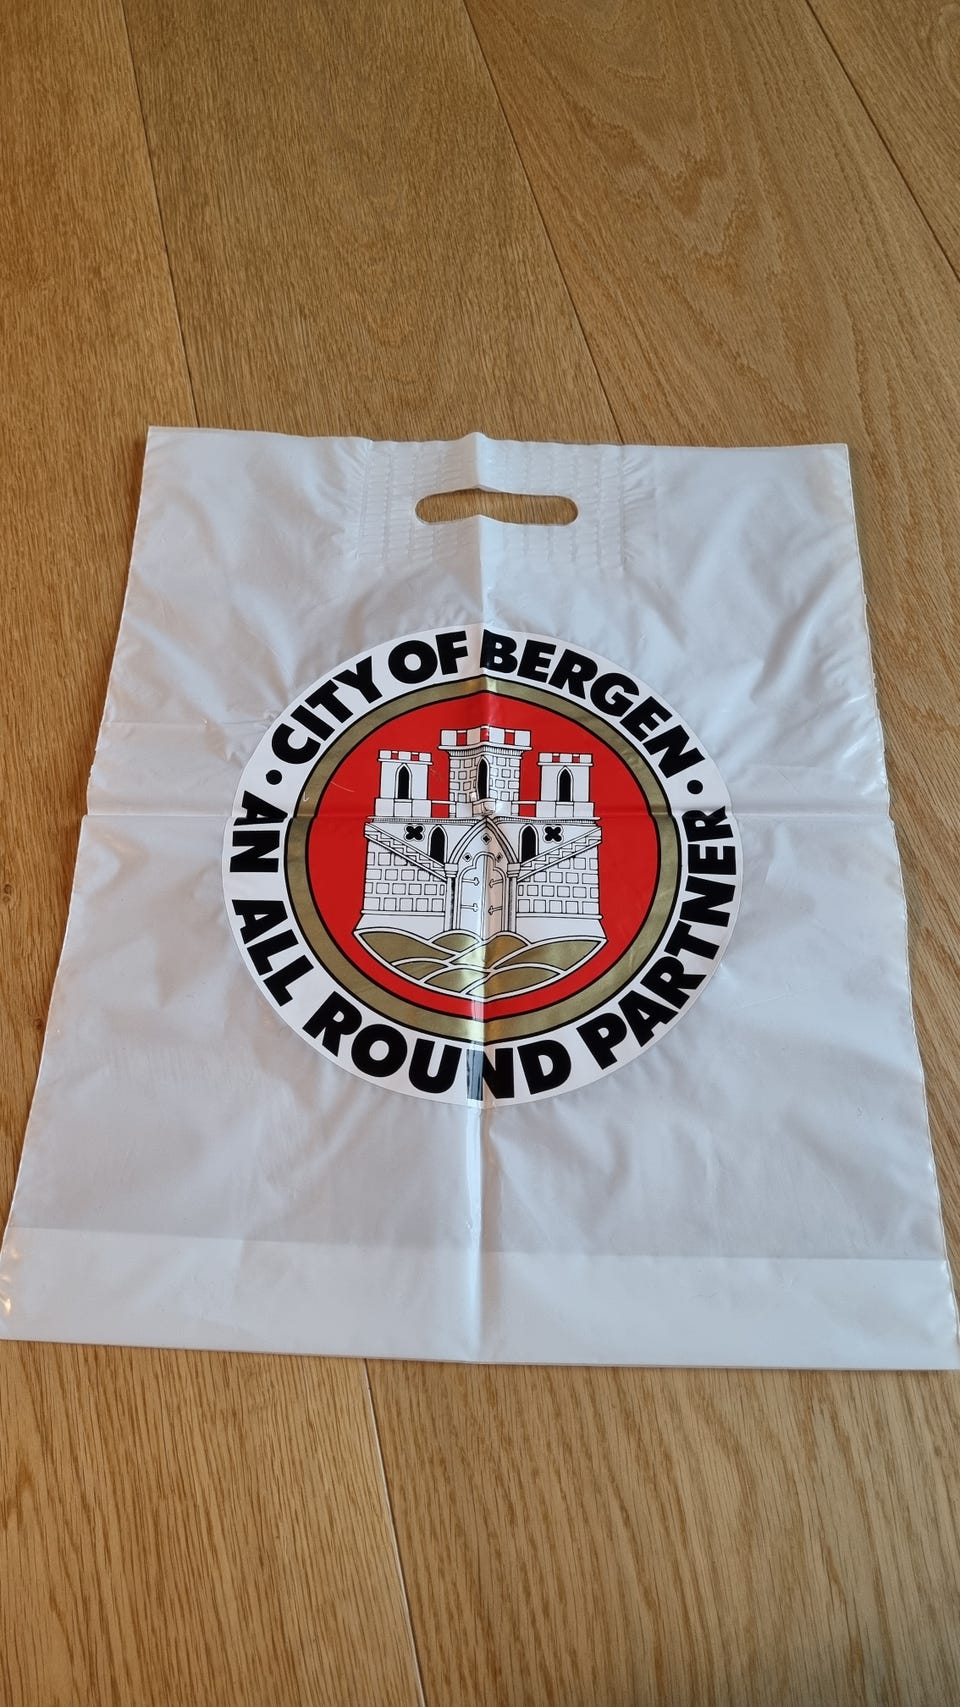 CITY OF BERGEN
• AN ALL ROUND PARTNER •